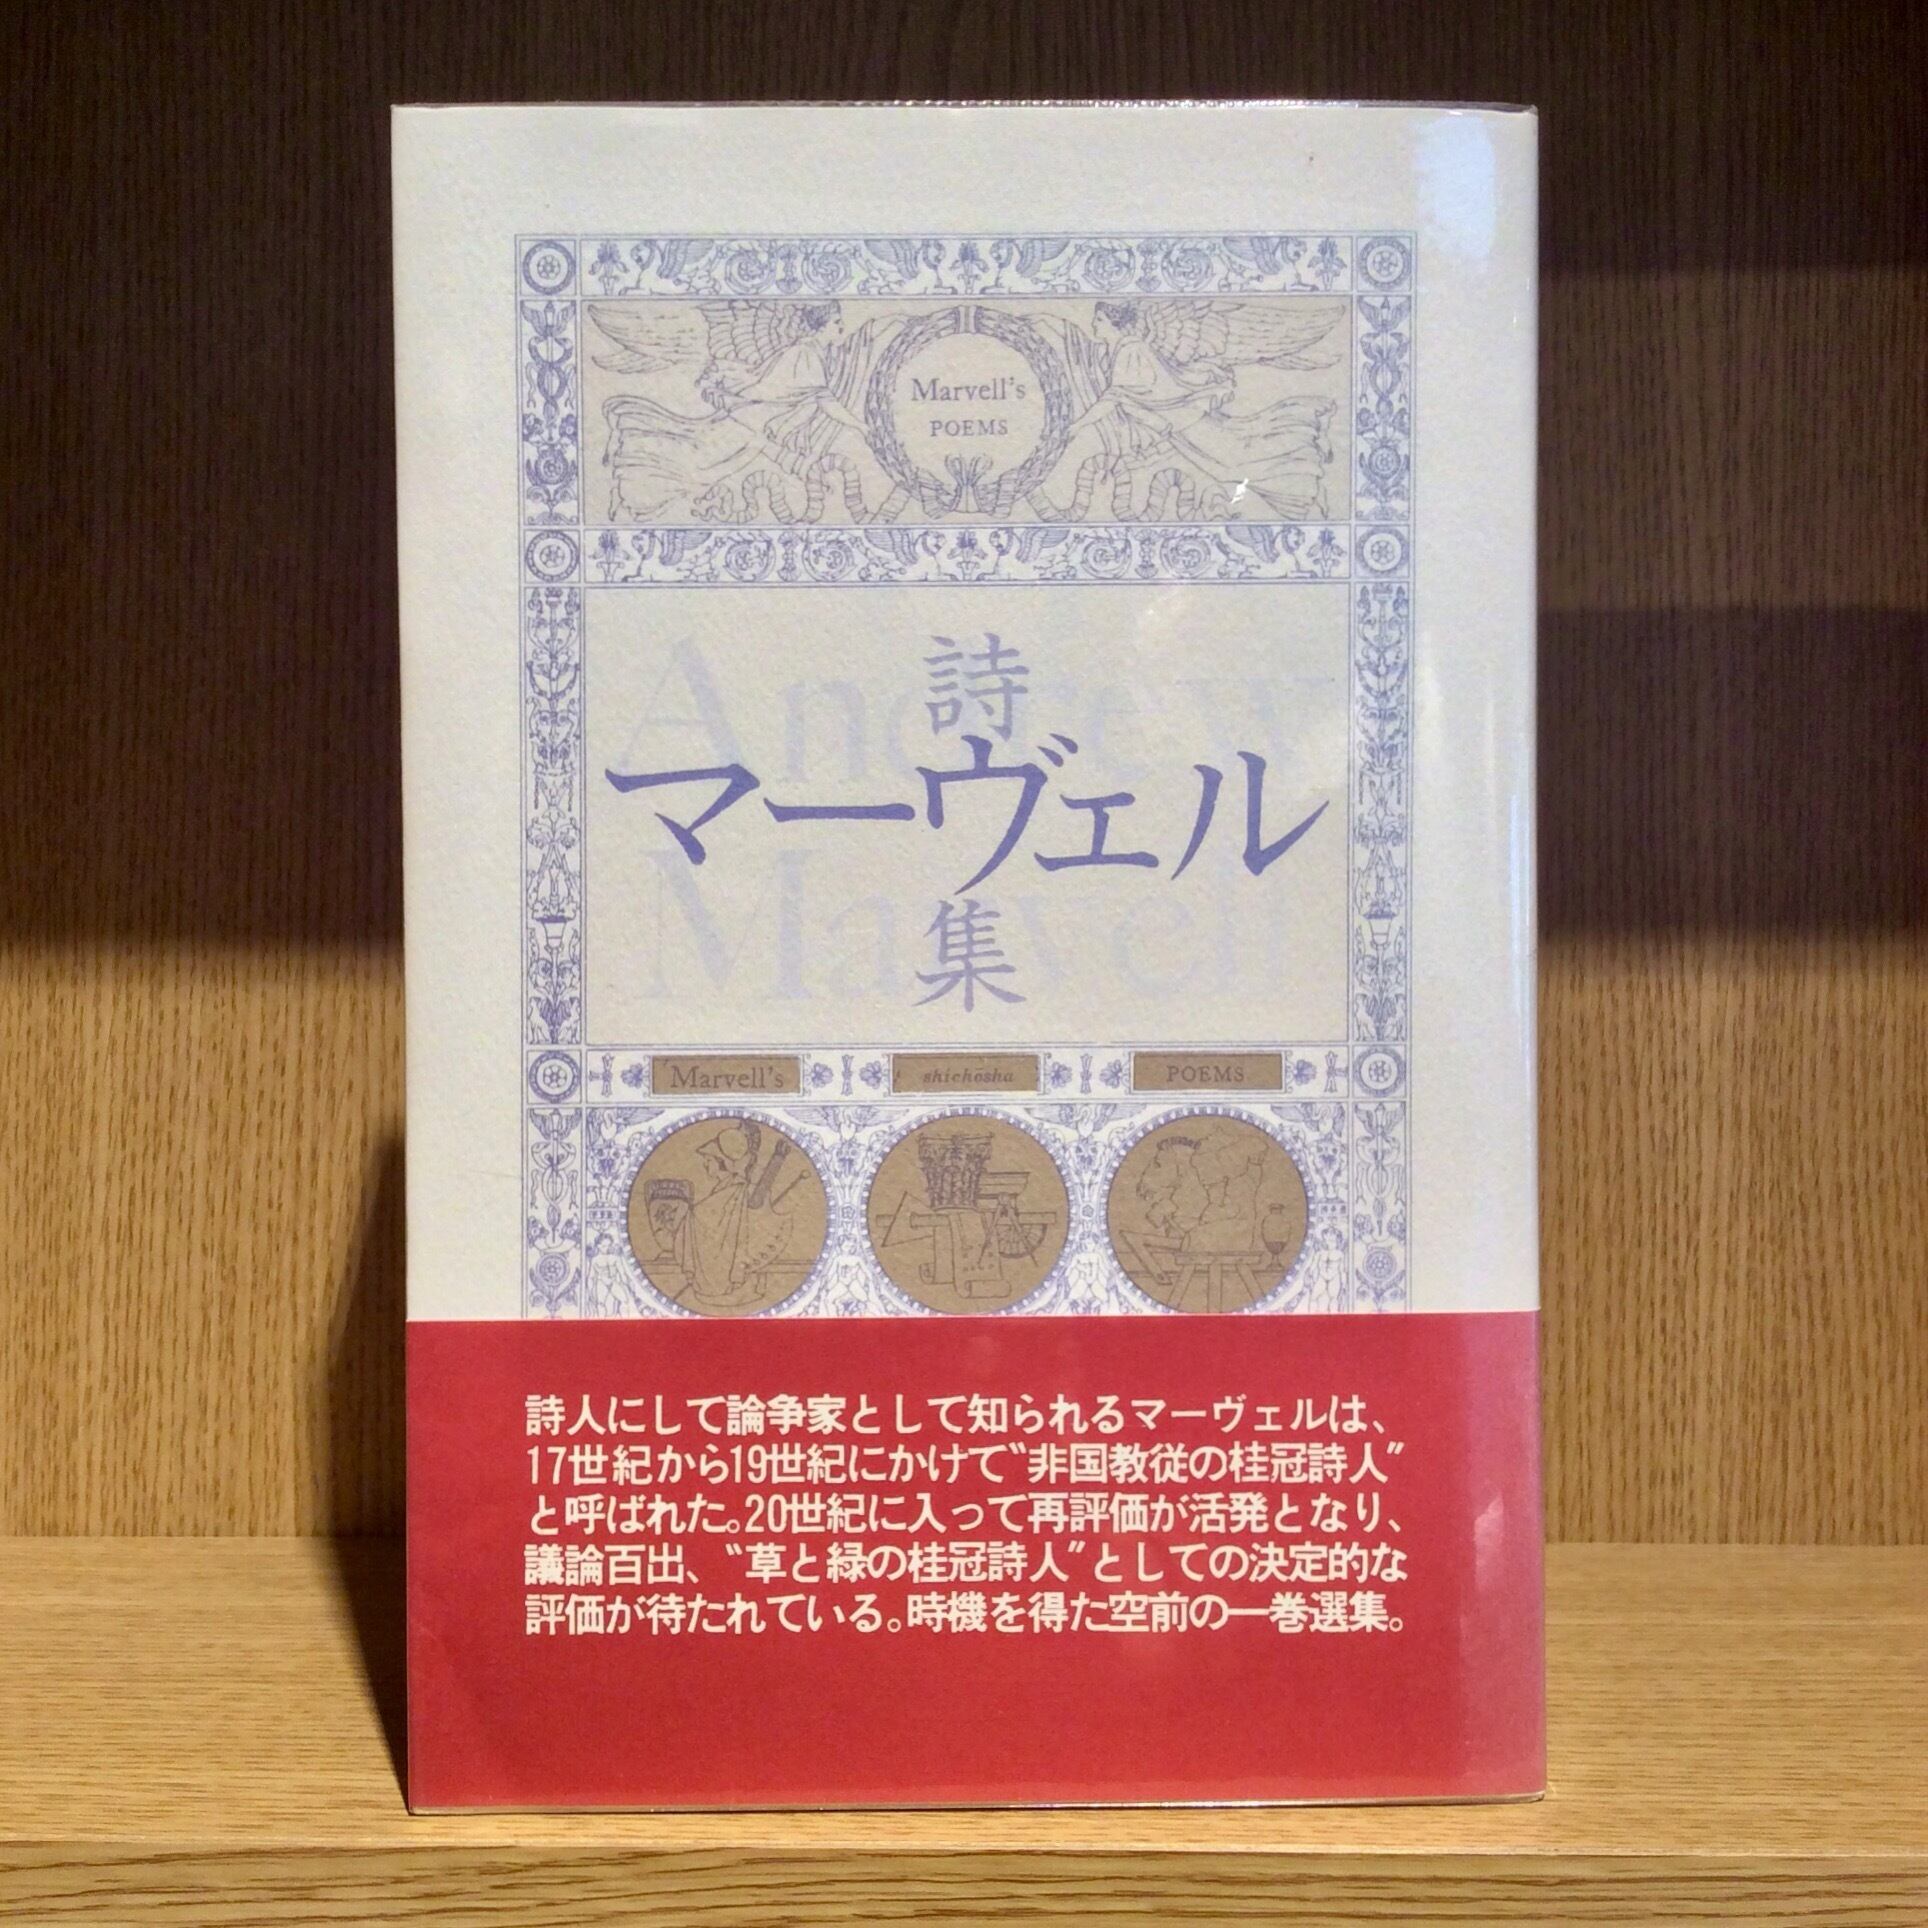 Marvell's
POEMS
Andrew
詩
マーヴェル
Marvell
集
Marvell's
shichōsha
POEMS
詩人にして論争家として知られるマーヴェルは、
17世紀から19世紀にかけて〝非国教徒の桂冠詩人〟
と呼ばれた。20世紀に入って再評価が活発となり、
議論百出、〝草と緑の桂冠詩人〟としての決定的な
評価が待たれている。時機を得た空前の一巻選集。